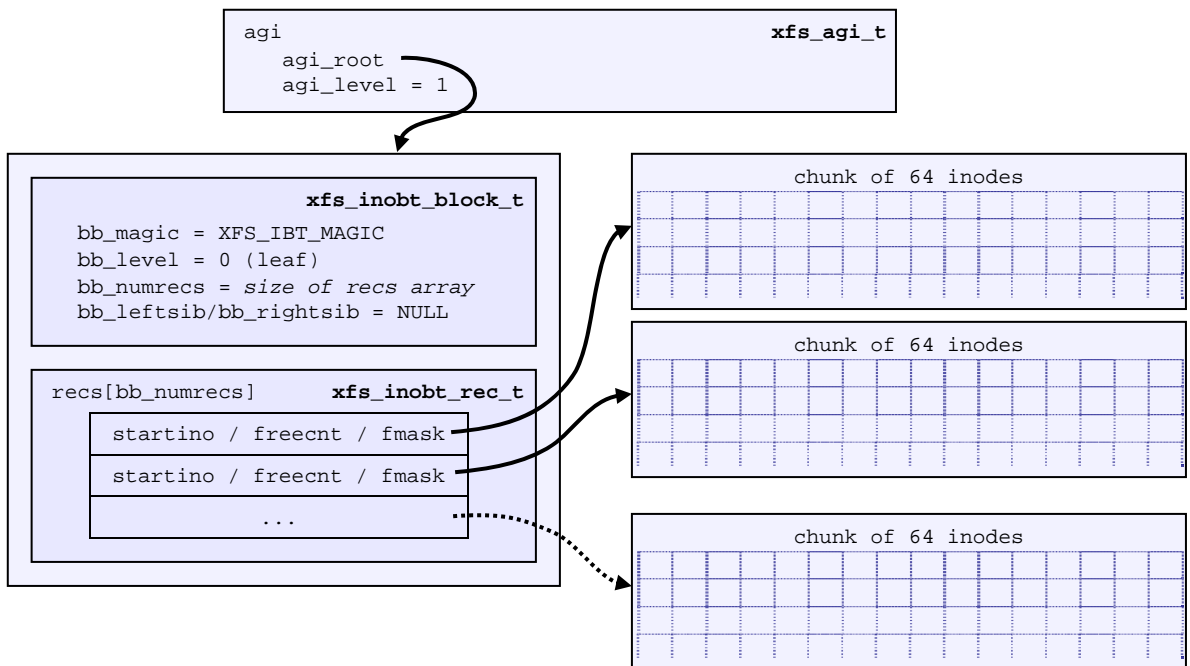 agi xfs_agi_t
agi_root
agi_level = 1
xfs_inobt_block_t
bb_magic = XFS_IBT_MAGIC
bb_level = 0 (leaf)
bb_numrecs = size of recs array
bb_leftsib/bb_rightsib = NULL
recs[bb_numrecs] xfs_inobt_rec_t
startino / freecnt / fmask
startino / freecnt / fmask
...
chunk of 64 inodes
chunk of 64 inodes
chunk of 64 inodes